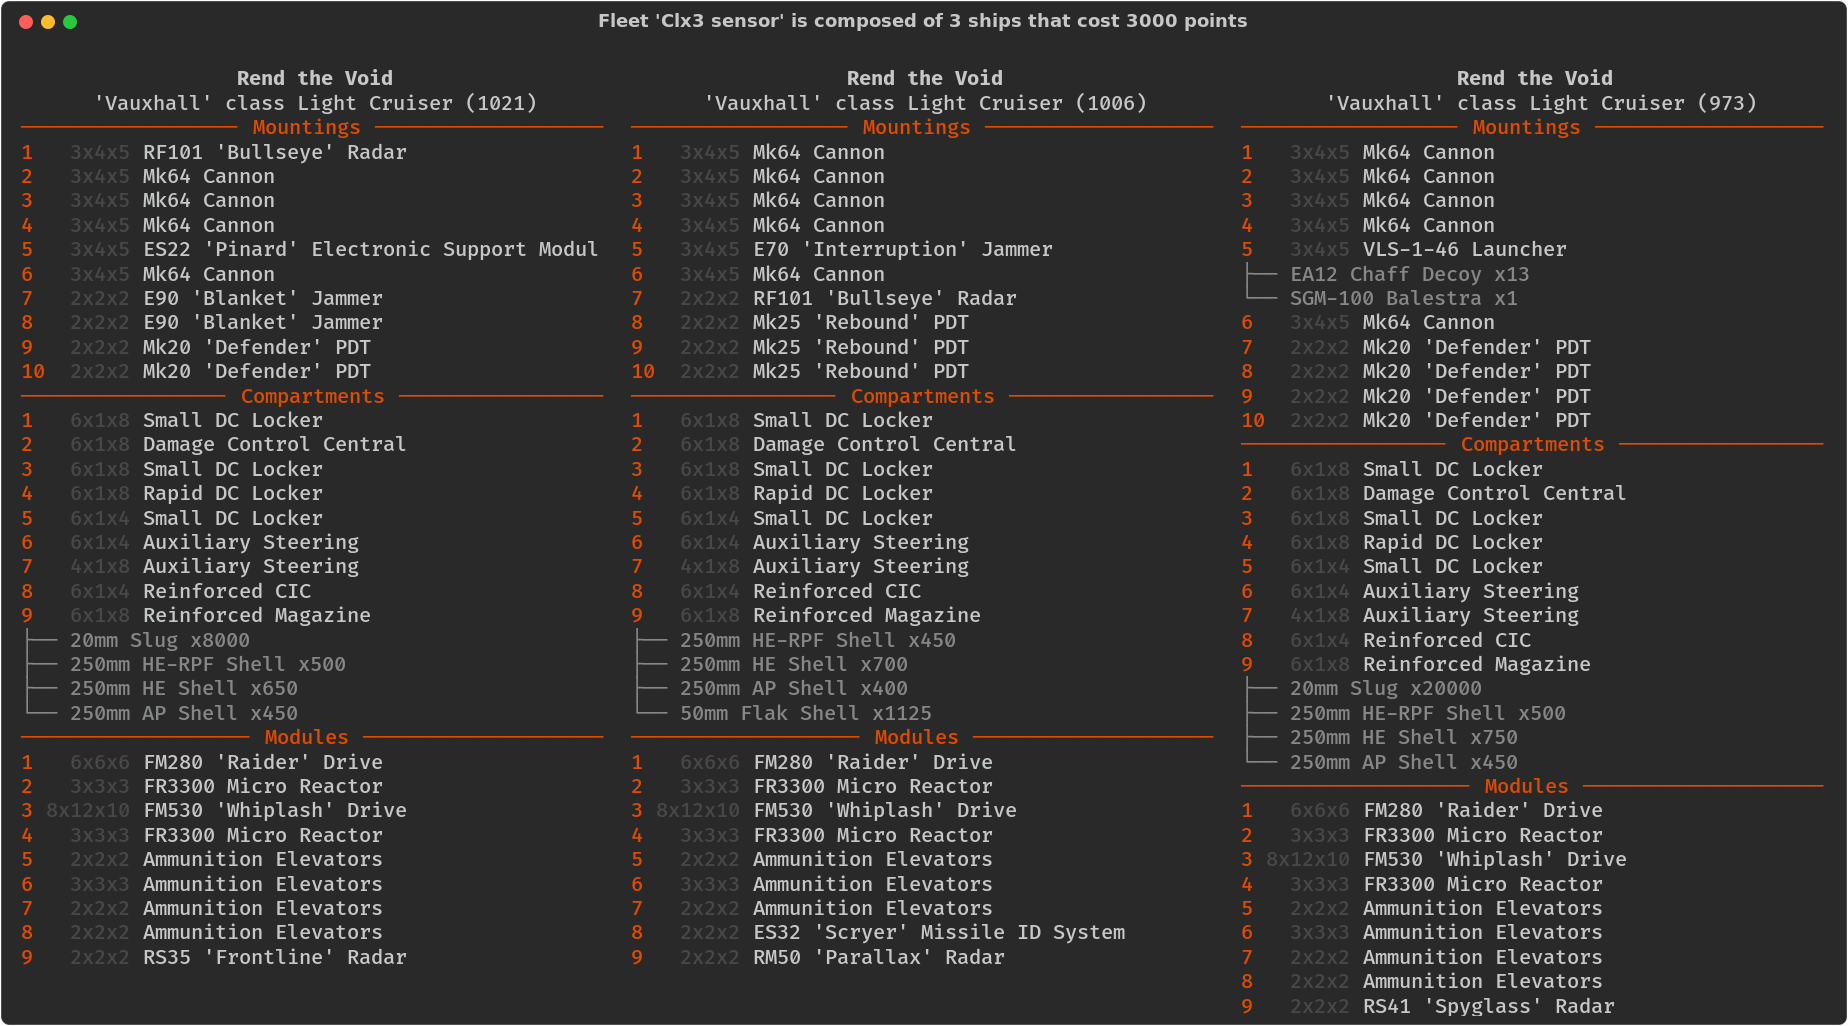 Fleet 'Clx3 sensor' is composed of 3 ships that cost 3000 points
Rend the Void
'Vauxhall' class Light Cruiser (1021)
Mountings
1 3x4x5 RF101 'Bullseye' Radar
2 3x4x5 Mk64 Cannon
3 3x4x5 Mk64 Cannon
4 3x4x5 Mk64 Cannon
5 3x4x5 ES22 'Pinard' Electronic Support Modul
6 3x4x5 Mk64 Cannon
7 2x2x2 E90 'Blanket' Jammer
8 2x2x2 E90 'Blanket' Jammer
9 2x2x2 Mk20 'Defender' PDT
10 2x2x2 Mk20 'Defender' PDT
Compartments
1 6x1x8 Small DC Locker
2 6x1x8 Damage Control Central
3 6x1x8 Small DC Locker
4 6x1x8 Rapid DC Locker
5 6x1x4 Small DC Locker
6 6x1x4 Auxiliary Steering
7 4x1x8 Auxiliary Steering
8 6x1x4 Reinforced CIC
9 6x1x8 Reinforced Magazine
├── 20mm Slug x8000
├── 250mm HE-RPF Shell x500
├── 250mm HE Shell x650
└── 250mm AP Shell x450
Modules
1 6x6x6 FM280 'Raider' Drive
2 3x3x3 FR3300 Micro Reactor
3 8x12x10 FM530 'Whiplash' Drive
4 3x3x3 FR3300 Micro Reactor
5 2x2x2 Ammunition Elevators
6 3x3x3 Ammunition Elevators
7 2x2x2 Ammunition Elevators
8 2x2x2 Ammunition Elevators
9 2x2x2 RS35 'Frontline' Radar
Rend the Void
'Vauxhall' class Light Cruiser (1006)
Mountings
1 3x4x5 Mk64 Cannon
2 3x4x5 Mk64 Cannon
3 3x4x5 Mk64 Cannon
4 3x4x5 Mk64 Cannon
5 3x4x5 E70 'Interruption' Jammer
6 3x4x5 Mk64 Cannon
7 2x2x2 RF101 'Bullseye' Radar
8 2x2x2 Mk25 'Rebound' PDT
9 2x2x2 Mk25 'Rebound' PDT
10 2x2x2 Mk25 'Rebound' PDT
Compartments
1 6x1x8 Small DC Locker
2 6x1x8 Damage Control Central
3 6x1x8 Small DC Locker
4 6x1x8 Rapid DC Locker
5 6x1x4 Small DC Locker
6 6x1x4 Auxiliary Steering
7 4x1x8 Auxiliary Steering
8 6x1x4 Reinforced CIC
9 6x1x8 Reinforced Magazine
├── 250mm HE-RPF Shell x450
├── 250mm HE Shell x700
├── 250mm AP Shell x400
└── 50mm Flak Shell x1125
Modules
1 6x6x6 FM280 'Raider' Drive
2 3x3x3 FR3300 Micro Reactor
3 8x12x10 FM530 'Whiplash' Drive
4 3x3x3 FR3300 Micro Reactor
5 2x2x2 Ammunition Elevators
6 3x3x3 Ammunition Elevators
7 2x2x2 Ammunition Elevators
8 2x2x2 ES32 'Scryer' Missile ID System
9 2x2x2 RM50 'Parallax' Radar
Rend the Void
'Vauxhall' class Light Cruiser (973)
Mountings
1 3x4x5 Mk64 Cannon
2 3x4x5 Mk64 Cannon
3 3x4x5 Mk64 Cannon
4 3x4x5 Mk64 Cannon
5 3x4x5 VLS-1-46 Launcher
├── EA12 Chaff Decoy x13
└── SGM-100 Balestra x1
6 3x4x5 Mk64 Cannon
7 2x2x2 Mk20 'Defender' PDT
8 2x2x2 Mk20 'Defender' PDT
9 2x2x2 Mk20 'Defender' PDT
10 2x2x2 Mk20 'Defender' PDT
Compartments
1 6x1x8 Small DC Locker
2 6x1x8 Damage Control Central
3 6x1x8 Small DC Locker
4 6x1x8 Rapid DC Locker
5 6x1x4 Small DC Locker
6 6x1x4 Auxiliary Steering
7 4x1x8 Auxiliary Steering
8 6x1x4 Reinforced CIC
9 6x1x8 Reinforced Magazine
├── 20mm Slug x20000
├── 250mm HE-RPF Shell x500
├── 250mm HE Shell x750
└── 250mm AP Shell x450
Modules
1 6x6x6 FM280 'Raider' Drive
2 3x3x3 FR3300 Micro Reactor
3 8x12x10 FM530 'Whiplash' Drive
4 3x3x3 FR3300 Micro Reactor
5 2x2x2 Ammunition Elevators
6 3x3x3 Ammunition Elevators
7 2x2x2 Ammunition Elevators
8 2x2x2 Ammunition Elevators
9 2x2x2 RS41 'Spyglass' Radar